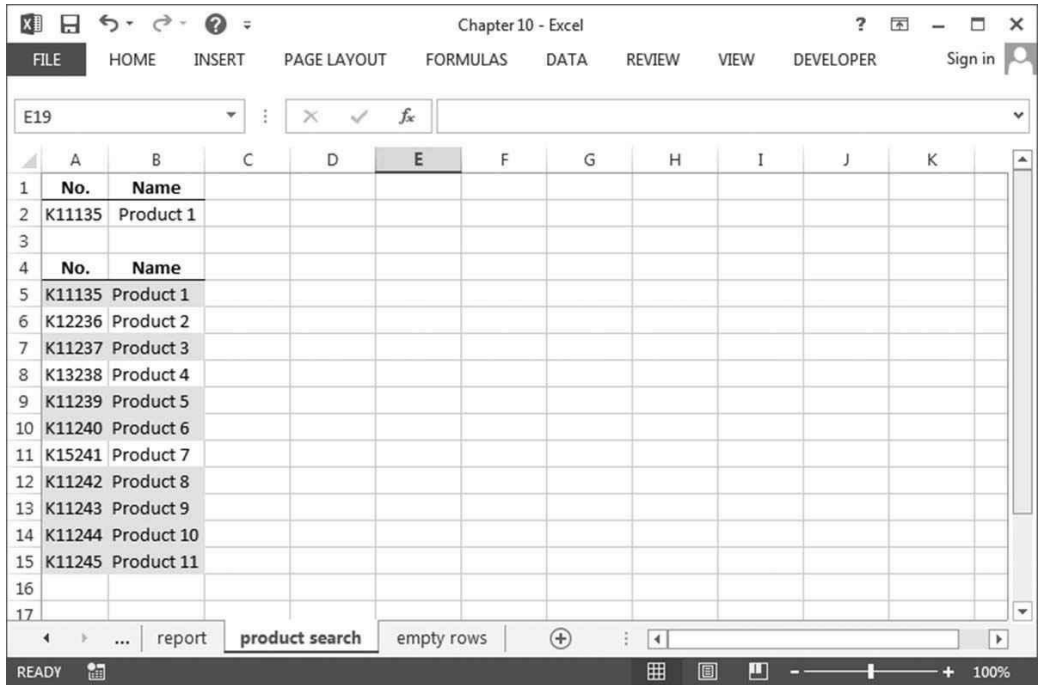 Chapter 10 - Excel ?
FILE HOME INSERT PAGE LAYOUT FORMULAS DATA REVIEW VIEW DEVELOPER Sign in
E19 fx
A B C D E F G H I J K
1 No. Name
2 K11135 Product 1
3
4 No. Name
5 K11135 Product 1
6 K12236 Product 2
7 K11237 Product 3
8 K13238 Product 4
9 K11239 Product 5
10 K11240 Product 6
11 K15241 Product 7
12 K11242 Product 8
13 K11243 Product 9
14 K11244 Product 10
15 K11245 Product 11
16
17
... report product search empty rows
READY 100%